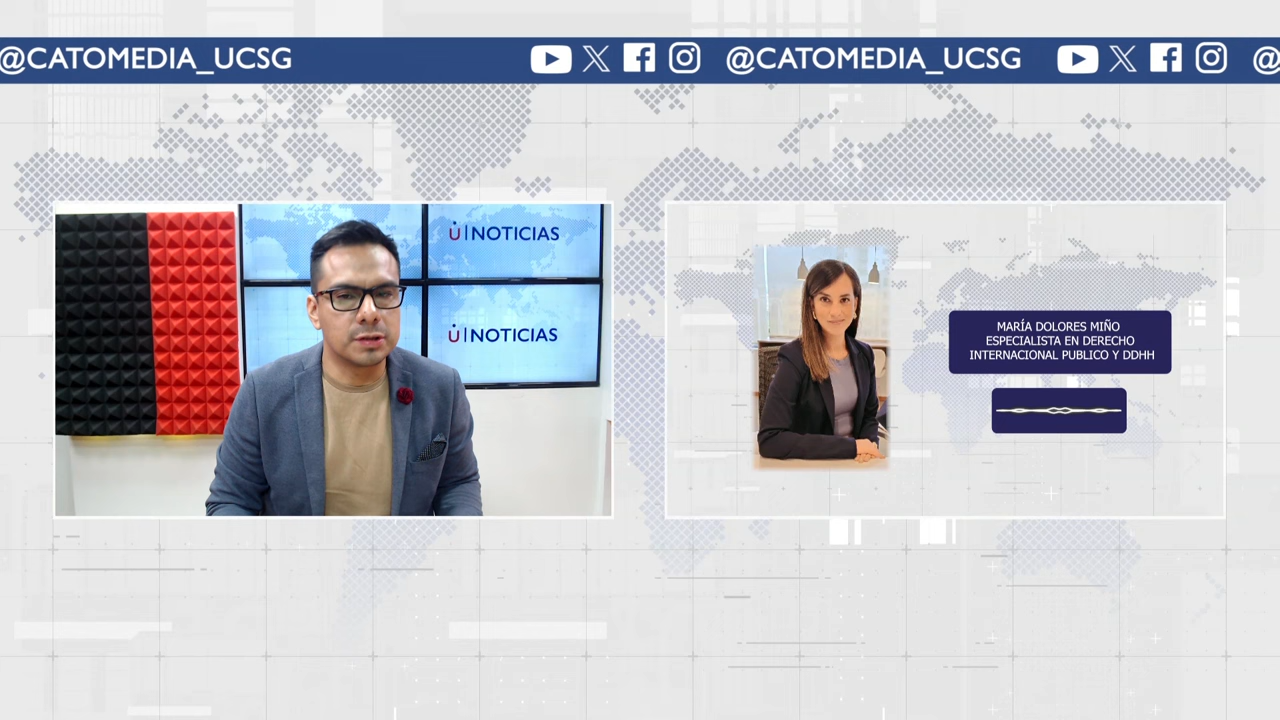 @CATOMEDIA_UCSG @CATOMEDIA_UCSG @
U|NOTICIAS
U|NOTICIAS
MARÍA DOLORES MIÑO
ESPECIALISTA EN DERECHO
INTERNACIONAL PUBLICO Y DDHH